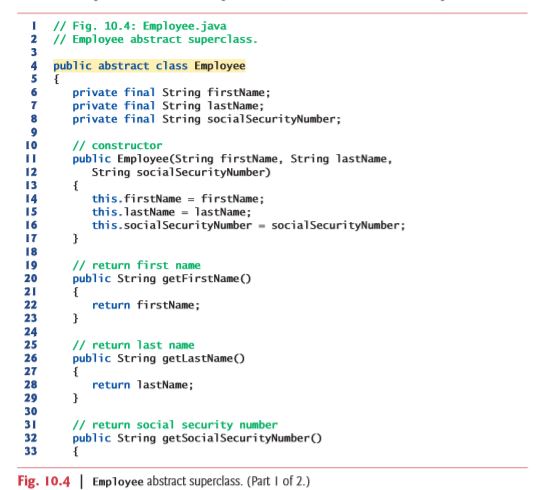 1 // Fig. 10.4: Employee.java
2 // Employee abstract superclass.
3
4 public abstract class Employee
5 {
6 private final String firstName;
7 private final String lastName;
8 private final String socialSecurityNumber;
9
10 // constructor
11 public Employee(String firstName, String lastName,
12 String socialSecurityNumber)
13 {
14 this.firstName = firstName;
15 this.lastName = lastName;
16 this.socialSecurityNumber = socialSecurityNumber;
17 }
18
19 // return first name
20 public String getFirstName()
21 {
22 return firstName;
23 }
24
25 // return last name
26 public String getLastName()
27 {
28 return lastName;
29 }
30
31 // return social security number
32 public String getSocialSecurityNumber()
33 {
Fig. 10.4 | Employee abstract superclass. (Part 1 of 2.)